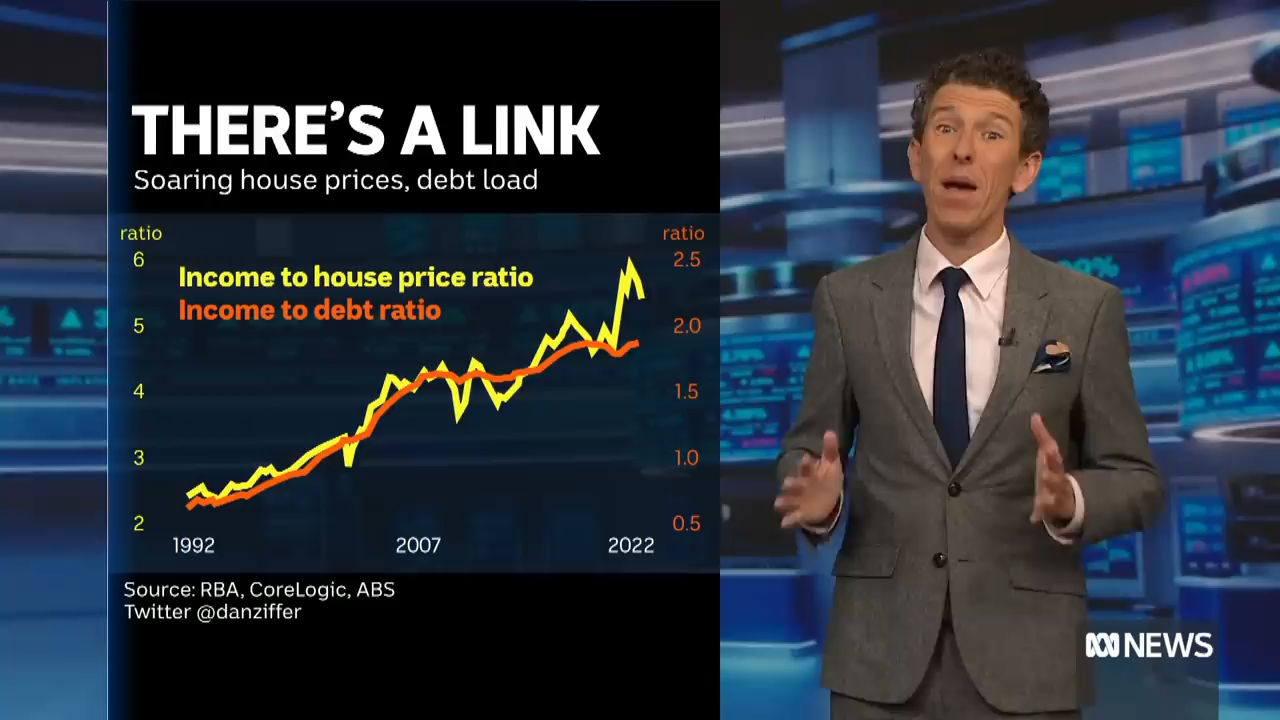 THERE'S A LINK
Soaring house prices, debt load
ratio
ratio
6
2.5
Income to house price ratio
Income to debt ratio
5
2.0
4
1.5
3
1.0
2
0.5
1992
2007
2022
Source: RBA, CoreLogic, ABS
Twitter @danziffer
NEWS